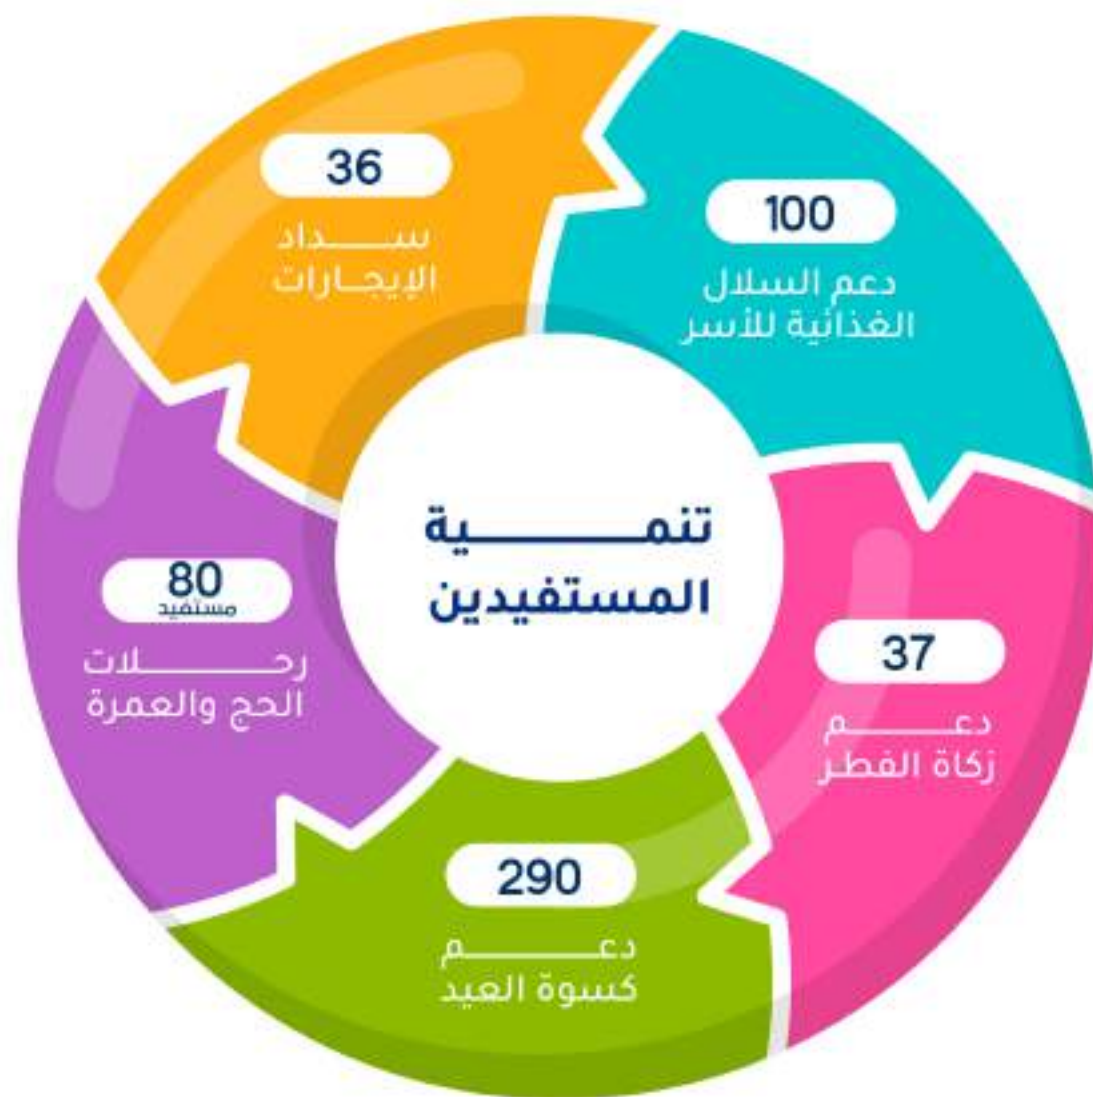 تنمية
المستفيدين
100
دعم السلال
الغذائية للأسر
37
دعم
زكاة الفطر
290
دعم
كسوة العيد
80
مستفيد
رحلات
الحج والعمرة
36
سداد
الإيجارات